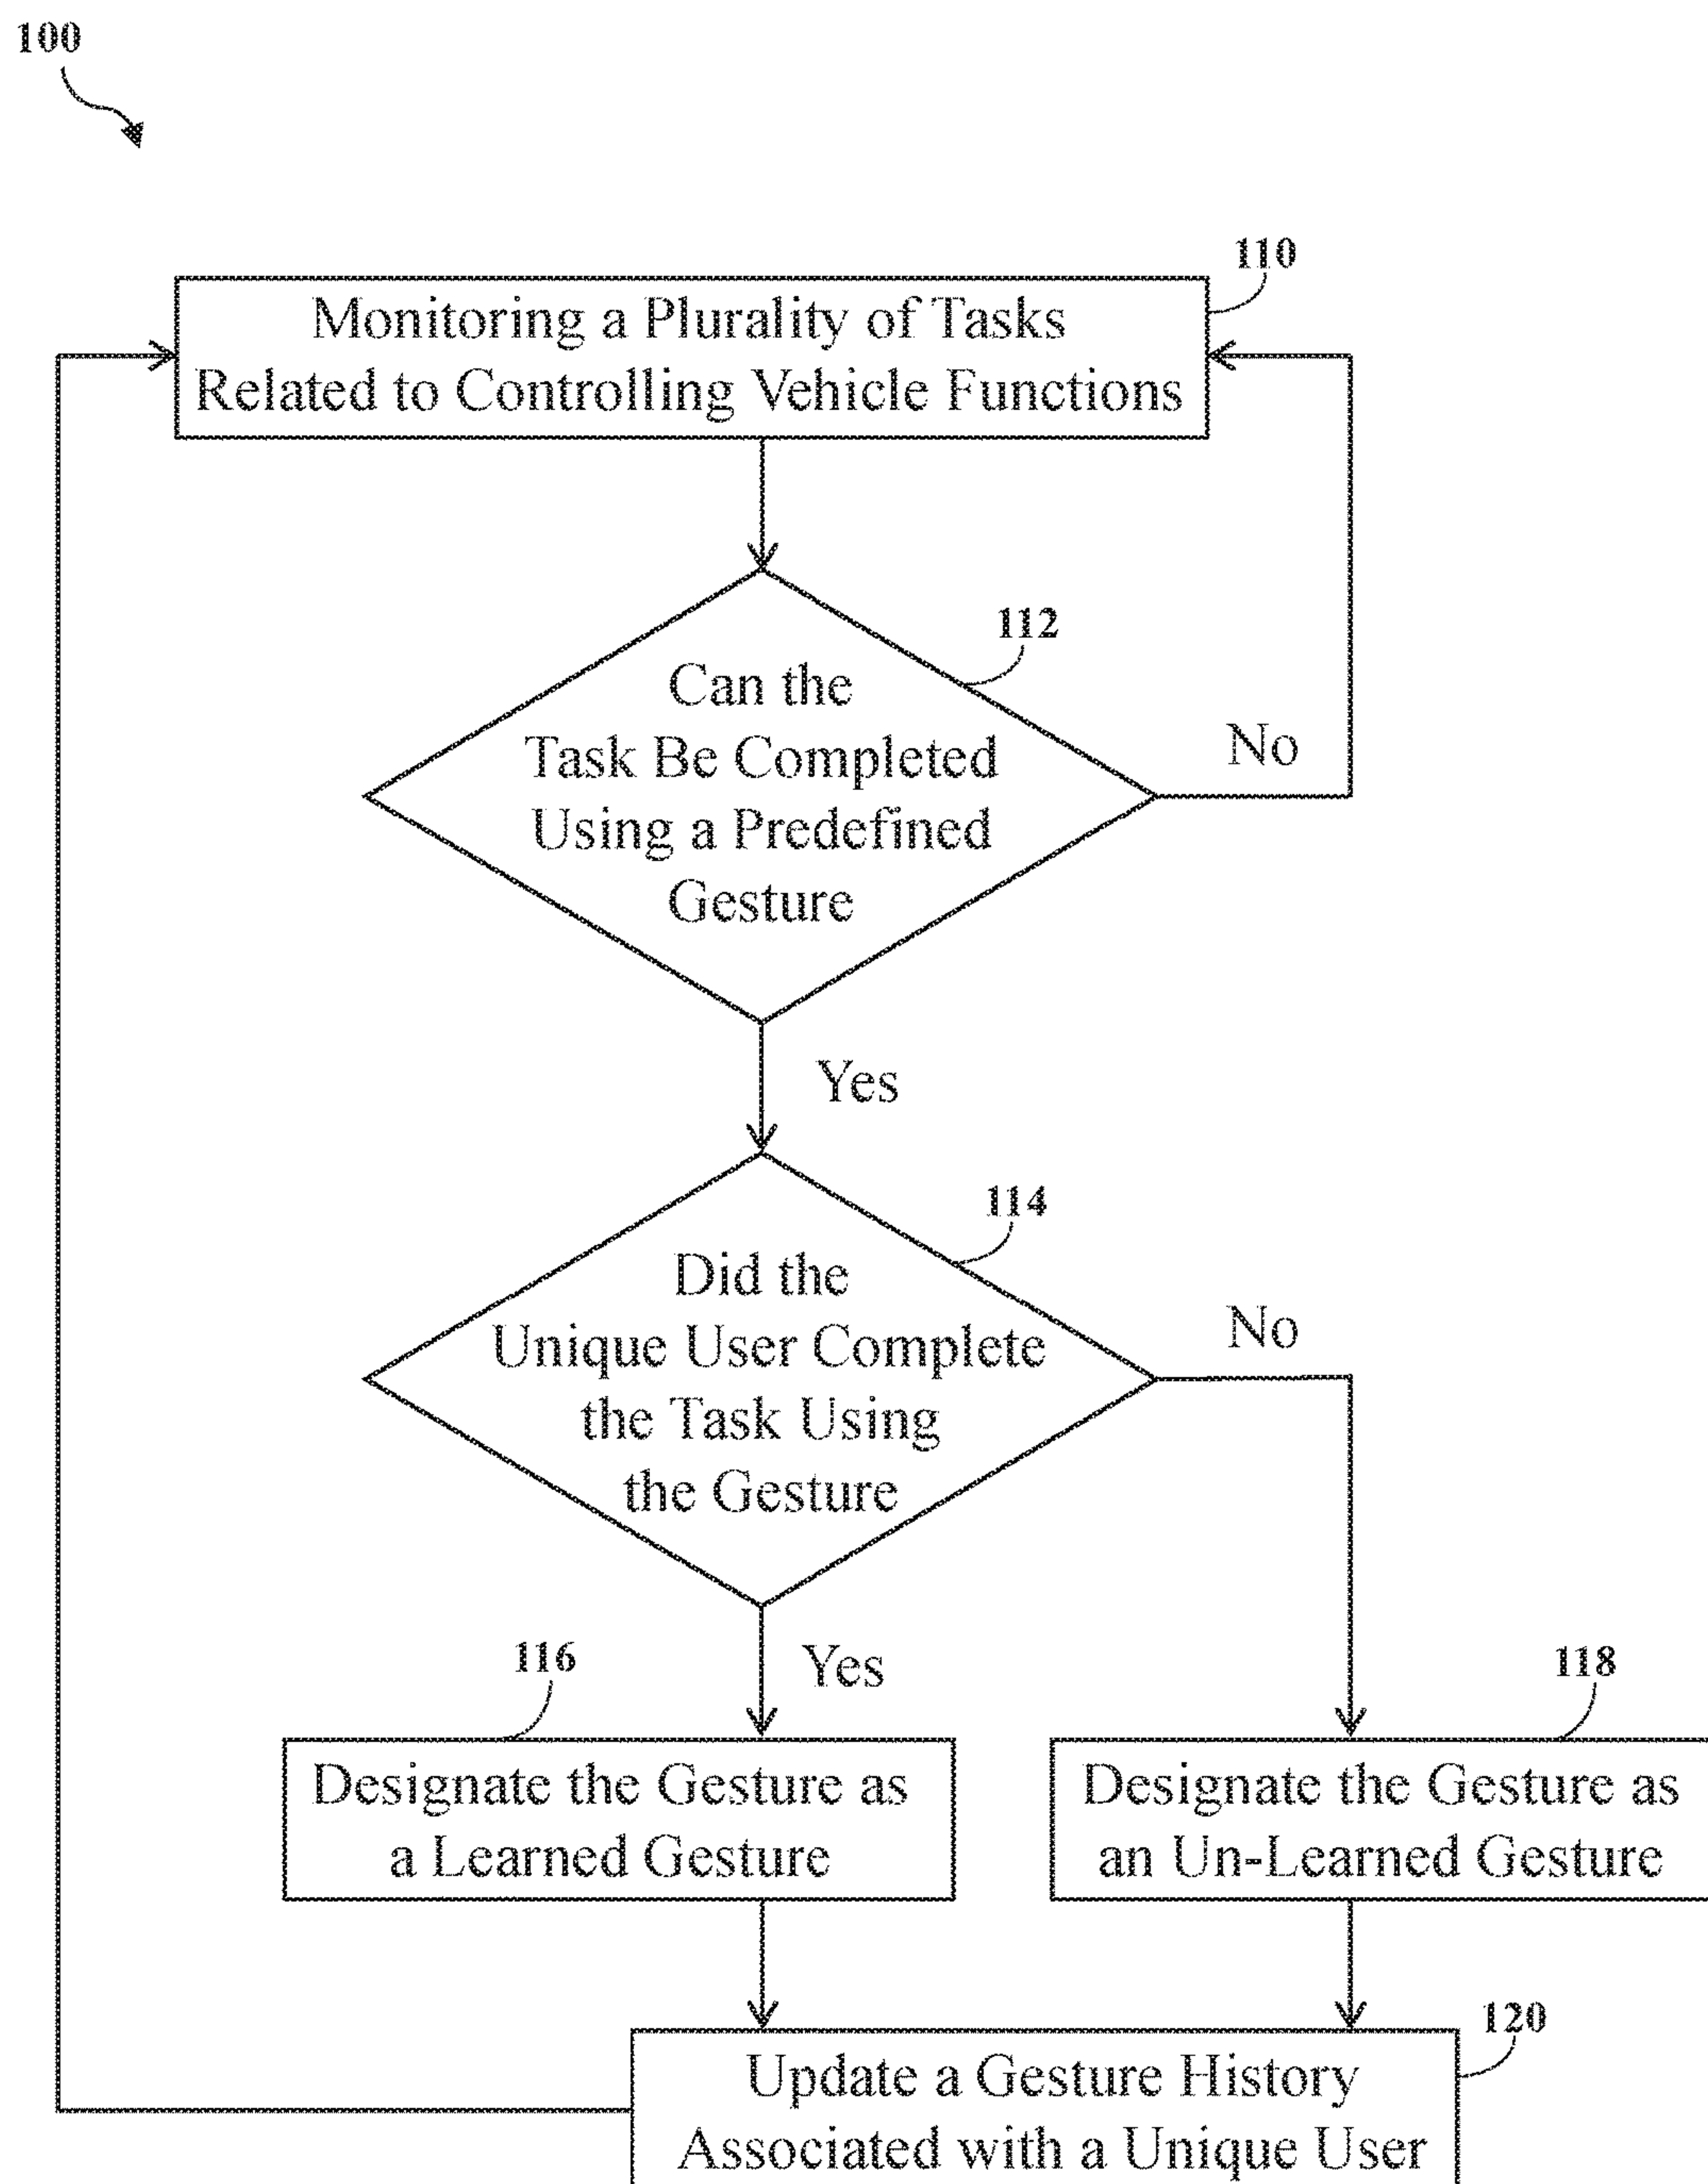 100
110
Monitoring a Plurality of Tasks
Related to Controlling Vehicle Functions
112
Can the
Task Be Completed
Using a Predefined
Gesture
No
Yes
114
Did the
Unique User Complete
the Task Using
the Gesture
No
Yes
116
Designate the Gesture as
a Learned Gesture
118
Designate the Gesture as
an Un-Learned Gesture
120
Update a Gesture History
Associated with a Unique User